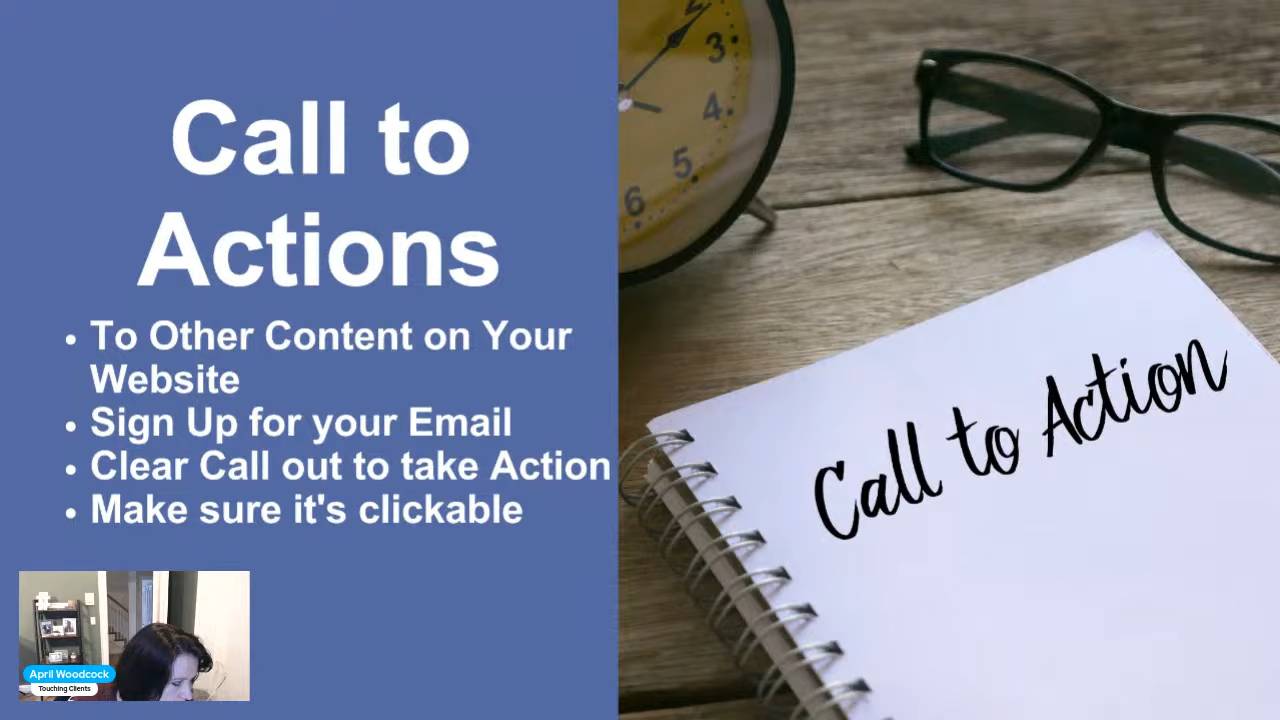 Call to
Actions
• To Other Content on Your
Website
• Sign Up for your Email
• Clear Call out to take Action
• Make sure it's clickable
2
3
4
5
6
Call to Action
April Woodcock
Touching Clients